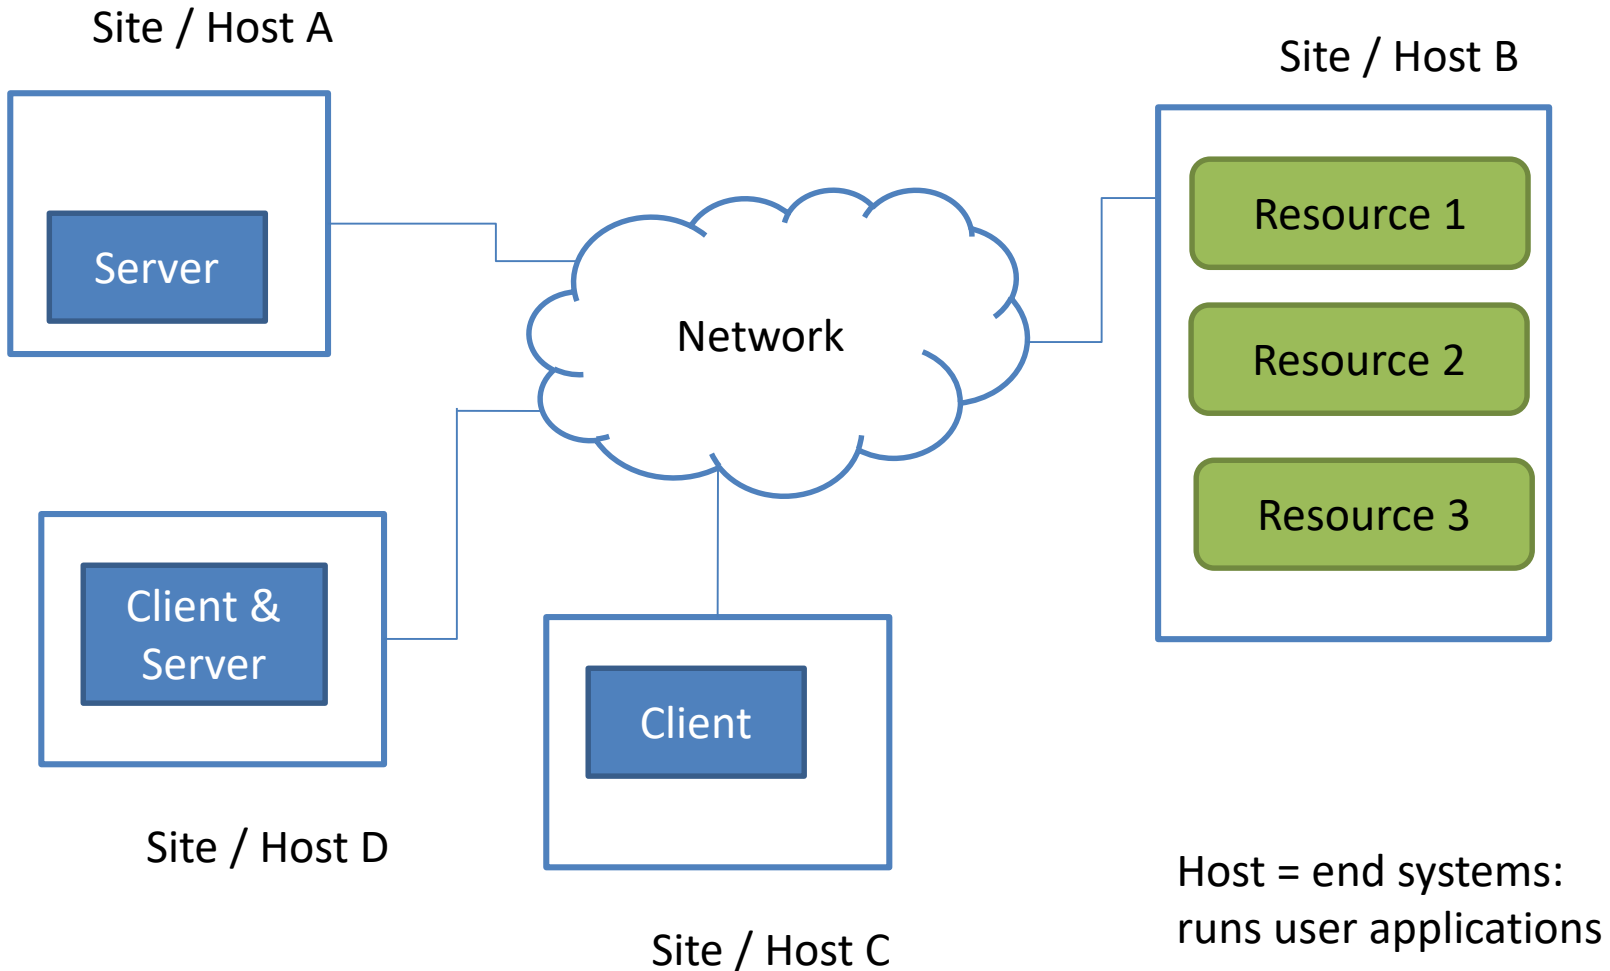 Site / Host A
Site / Host B
Server
Network
Resource 1
Resource 2
Resource 3
Client &
Server
Client
Site / Host D
Site / Host C
Host = end systems:
runs user applications